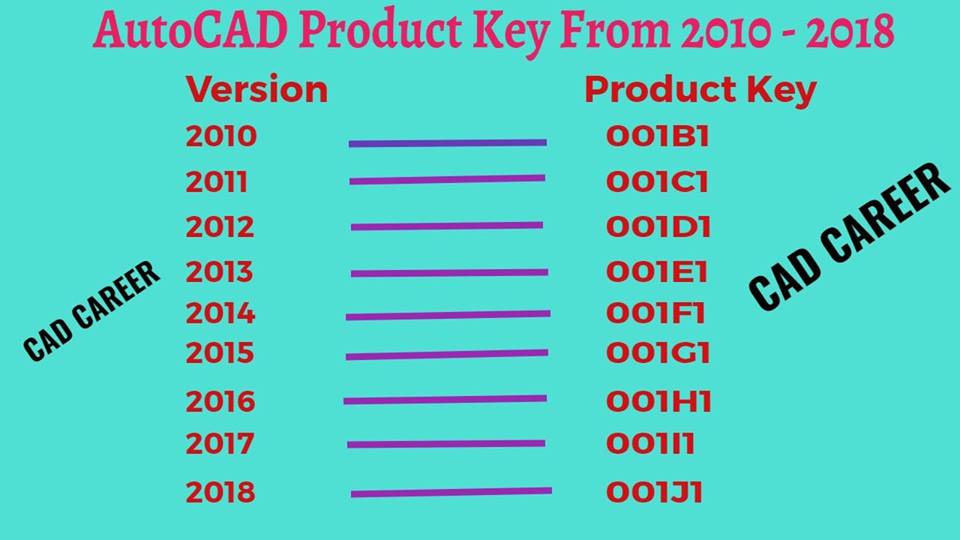 AutoCAD Product Key From 2010 - 2018
Version Product Key
2010 001B1
2011 001C1
2012 001D1
2013 001E1
2014 001F1
2015 001G1
2016 001H1
2017 001I1
2018 001J1
CAD CAREER
CAD CAREER